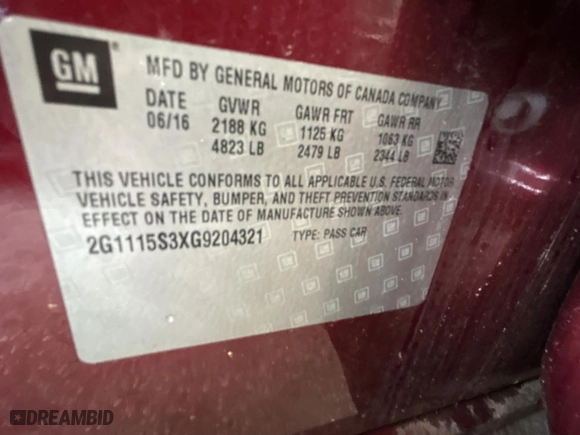 GM ®
MFD BY GENERAL MOTORS OF CANADA COMPANY
DATE GVWR GAWR FRT GAWR RR
06/16 2188 KG 1125 KG 1063 KG
4823 LB 2479 LB 2344 LB
THIS VEHICLE CONFORMS TO ALL APPLICABLE U.S. FEDERAL MOTOR
VEHICLE SAFETY, BUMPER, AND THEFT PREVENTION STANDARDS IN
EFFECT ON THE DATE OF MANUFACTURE SHOWN ABOVE.
2G1115S3XG9204321 TYPE: PASS CAR
DREAMBID